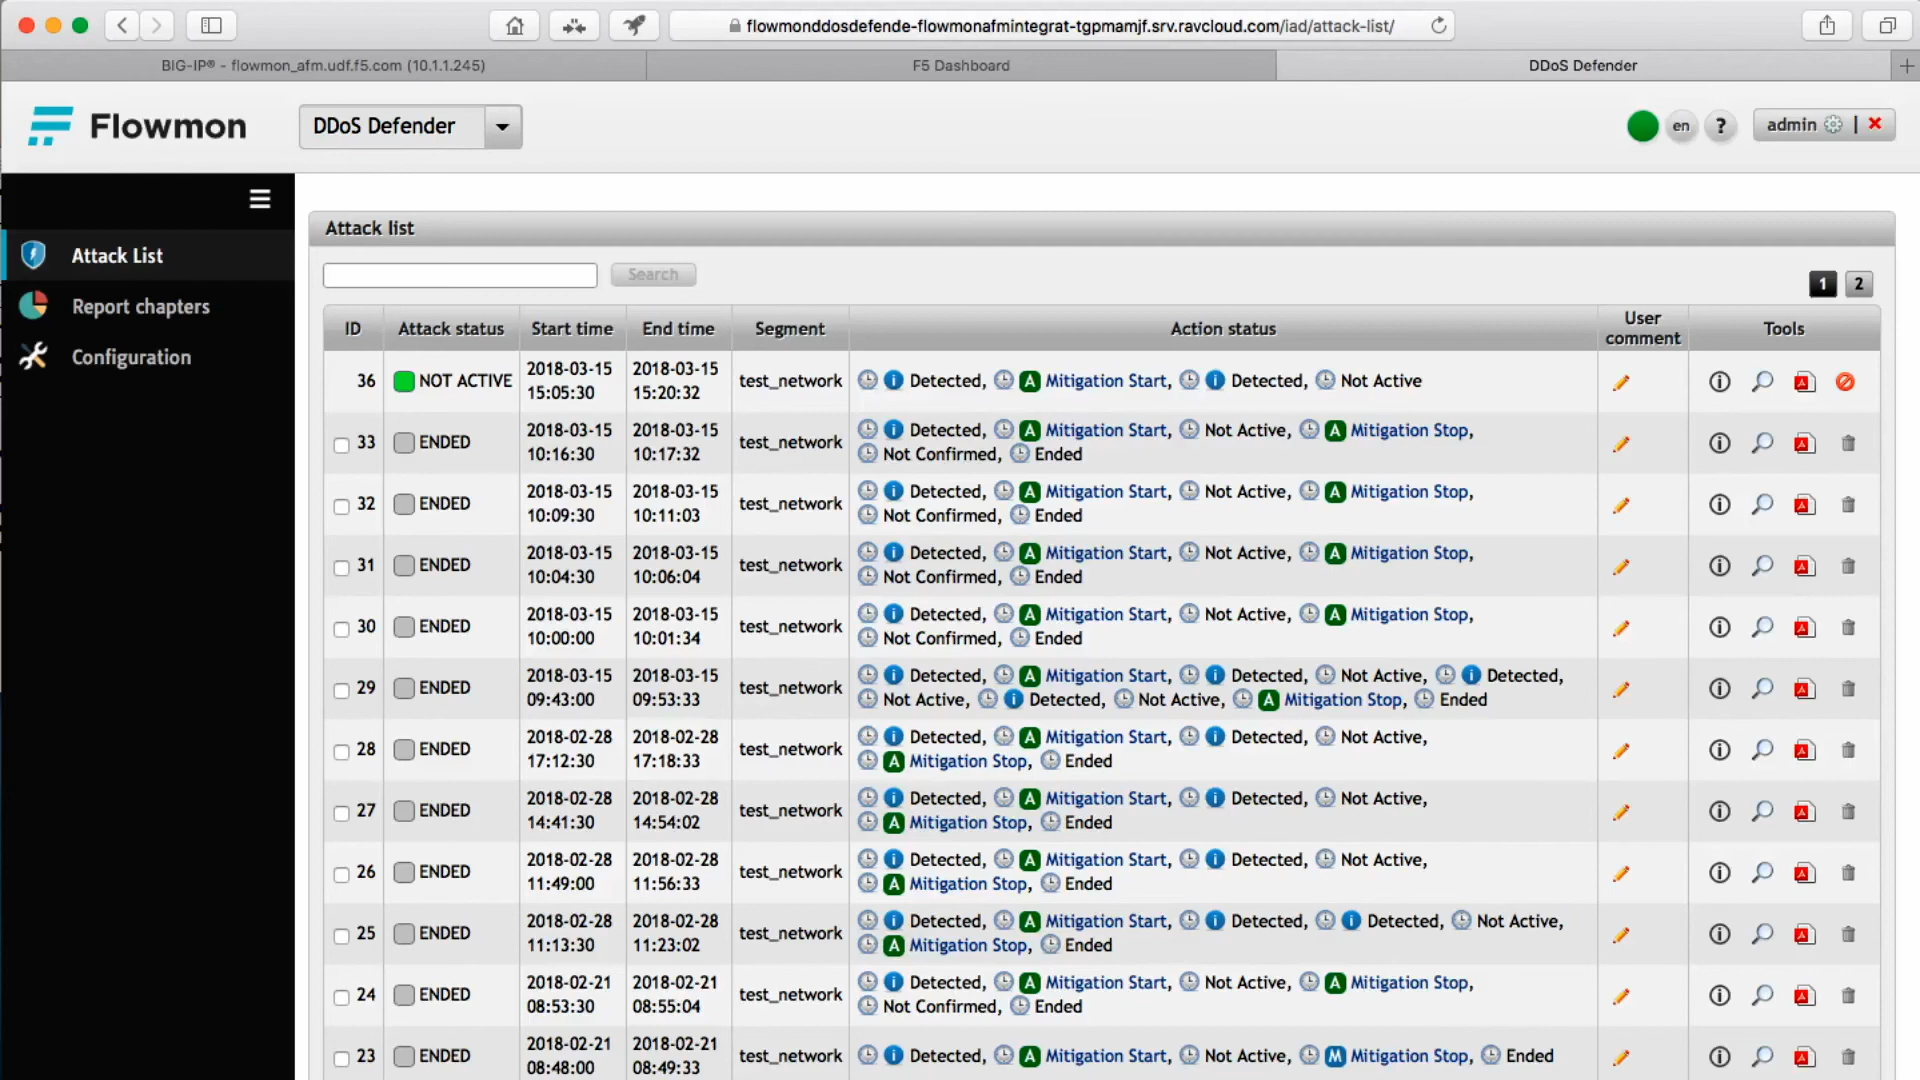 flowmonddosdefende-flowmonafmintegrat-tgpmamjf.srv.ravcloud.com/iad/attack-list/
BIG-IP® - flowmon_afm.udf.f5.com (10.1.1.245) F5 Dashboard DDoS Defender
Flowmon DDoS Defender en ? admin | ×
Attack List
Report chapters
Configuration
Attack list
Search
1 2
ID Attack status Start time End time Segment Action status User comment Tools
36 NOT ACTIVE 2018-03-15 15:05:30 2018-03-15 15:20:32 test_network i Detected, A Mitigation Start, i Detected, Not Active
33 ENDED 2018-03-15 10:16:30 2018-03-15 10:17:32 test_network i Detected, A Mitigation Start, Not Active, A Mitigation Stop,
Not Confirmed, Ended
32 ENDED 2018-03-15 10:09:30 2018-03-15 10:11:03 test_network i Detected, A Mitigation Start, Not Active, A Mitigation Stop,
Not Confirmed, Ended
31 ENDED 2018-03-15 10:04:30 2018-03-15 10:06:04 test_network i Detected, A Mitigation Start, Not Active, A Mitigation Stop,
Not Confirmed, Ended
30 ENDED 2018-03-15 10:00:00 2018-03-15 10:01:34 test_network i Detected, A Mitigation Start, Not Active, A Mitigation Stop,
Not Confirmed, Ended
29 ENDED 2018-03-15 09:43:00 2018-03-15 09:53:33 test_network i Detected, A Mitigation Start, i Detected, Not Active, i Detected,
Not Active, i Detected, Not Active, A Mitigation Stop, Ended
28 ENDED 2018-02-28 17:12:30 2018-02-28 17:18:33 test_network i Detected, A Mitigation Start, i Detected, Not Active,
A Mitigation Stop, Ended
27 ENDED 2018-02-28 14:41:30 2018-02-28 14:54:02 test_network i Detected, A Mitigation Start, i Detected, Not Active,
A Mitigation Stop, Ended
26 ENDED 2018-02-28 11:49:00 2018-02-28 11:56:33 test_network i Detected, A Mitigation Start, i Detected, Not Active,
A Mitigation Stop, Ended
25 ENDED 2018-02-28 11:13:30 2018-02-28 11:23:02 test_network i Detected, A Mitigation Start, i Detected, i Detected, Not Active,
A Mitigation Stop, Ended
24 ENDED 2018-02-21 08:53:30 2018-02-21 08:55:04 test_network i Detected, A Mitigation Start, Not Active, A Mitigation Stop,
Not Confirmed, Ended
23 ENDED 2018-02-21 08:48:00 2018-02-21 08:49:33 test_network i Detected, A Mitigation Start, Not Active, M Mitigation Stop, Ended